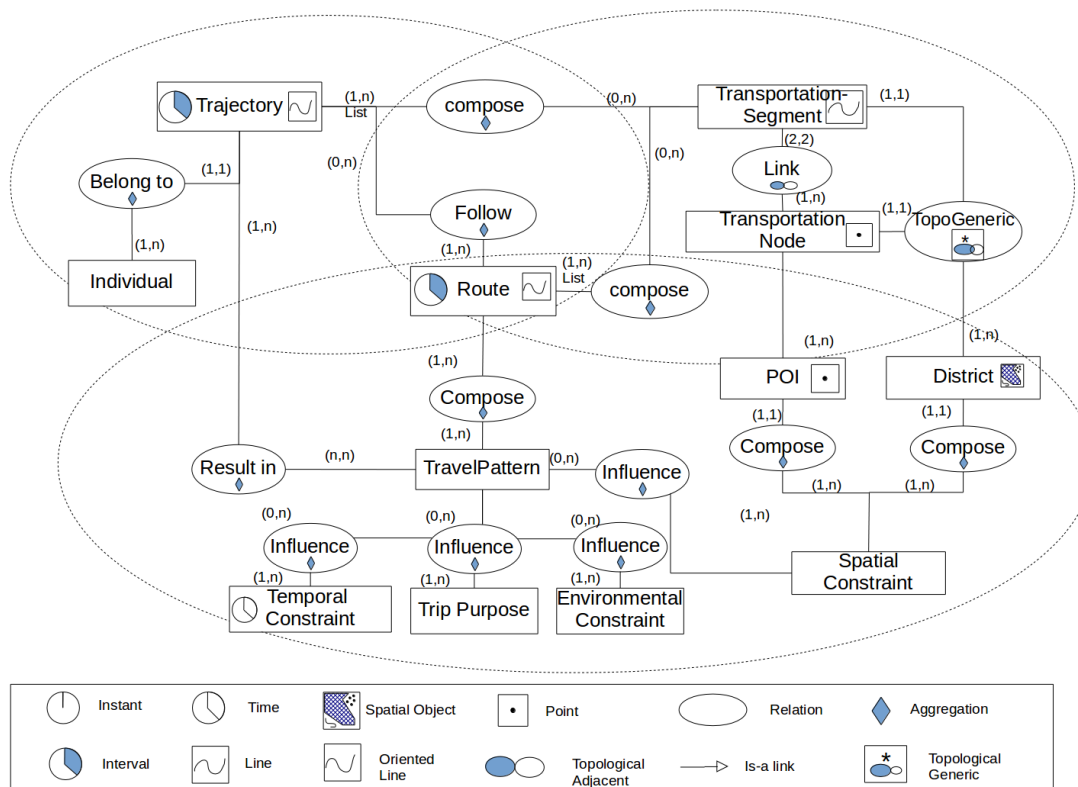 Trajectory
(1,n)
List
compose
(0,n)
Transportation-
Segment
(1,1)
(0,n)
(0,n)
(2,2)
Belong to
(1,1)
Link
(1,n)
Follow
(1,n)
Transportation
Node
(1,1)
TopoGeneric
*
(1,n)
(1,n)
Individual
(1,n)
Route
(1,n)
List
compose
(1,n)
(1,n)
POI
District
(1,n)
Compose
(1,1)
(1,1)
(1,n)
Compose
Compose
Result in
(n,n)
TravelPattern
(0,n)
Influence
(1,n)
(1,n)
(0,n)
(0,n)
(0,n)
(1,n)
Influence
Influence
Influence
Spatial
Constraint
(1,n)
(1,n)
(1,n)
Temporal
Constraint
Trip Purpose
Environmental
Constraint
Instant
Time
Spatial Object
Point
Relation
Aggregation
Interval
Line
Oriented
Line
Topological
Adjacent
Is-a link
*
Topological
Generic